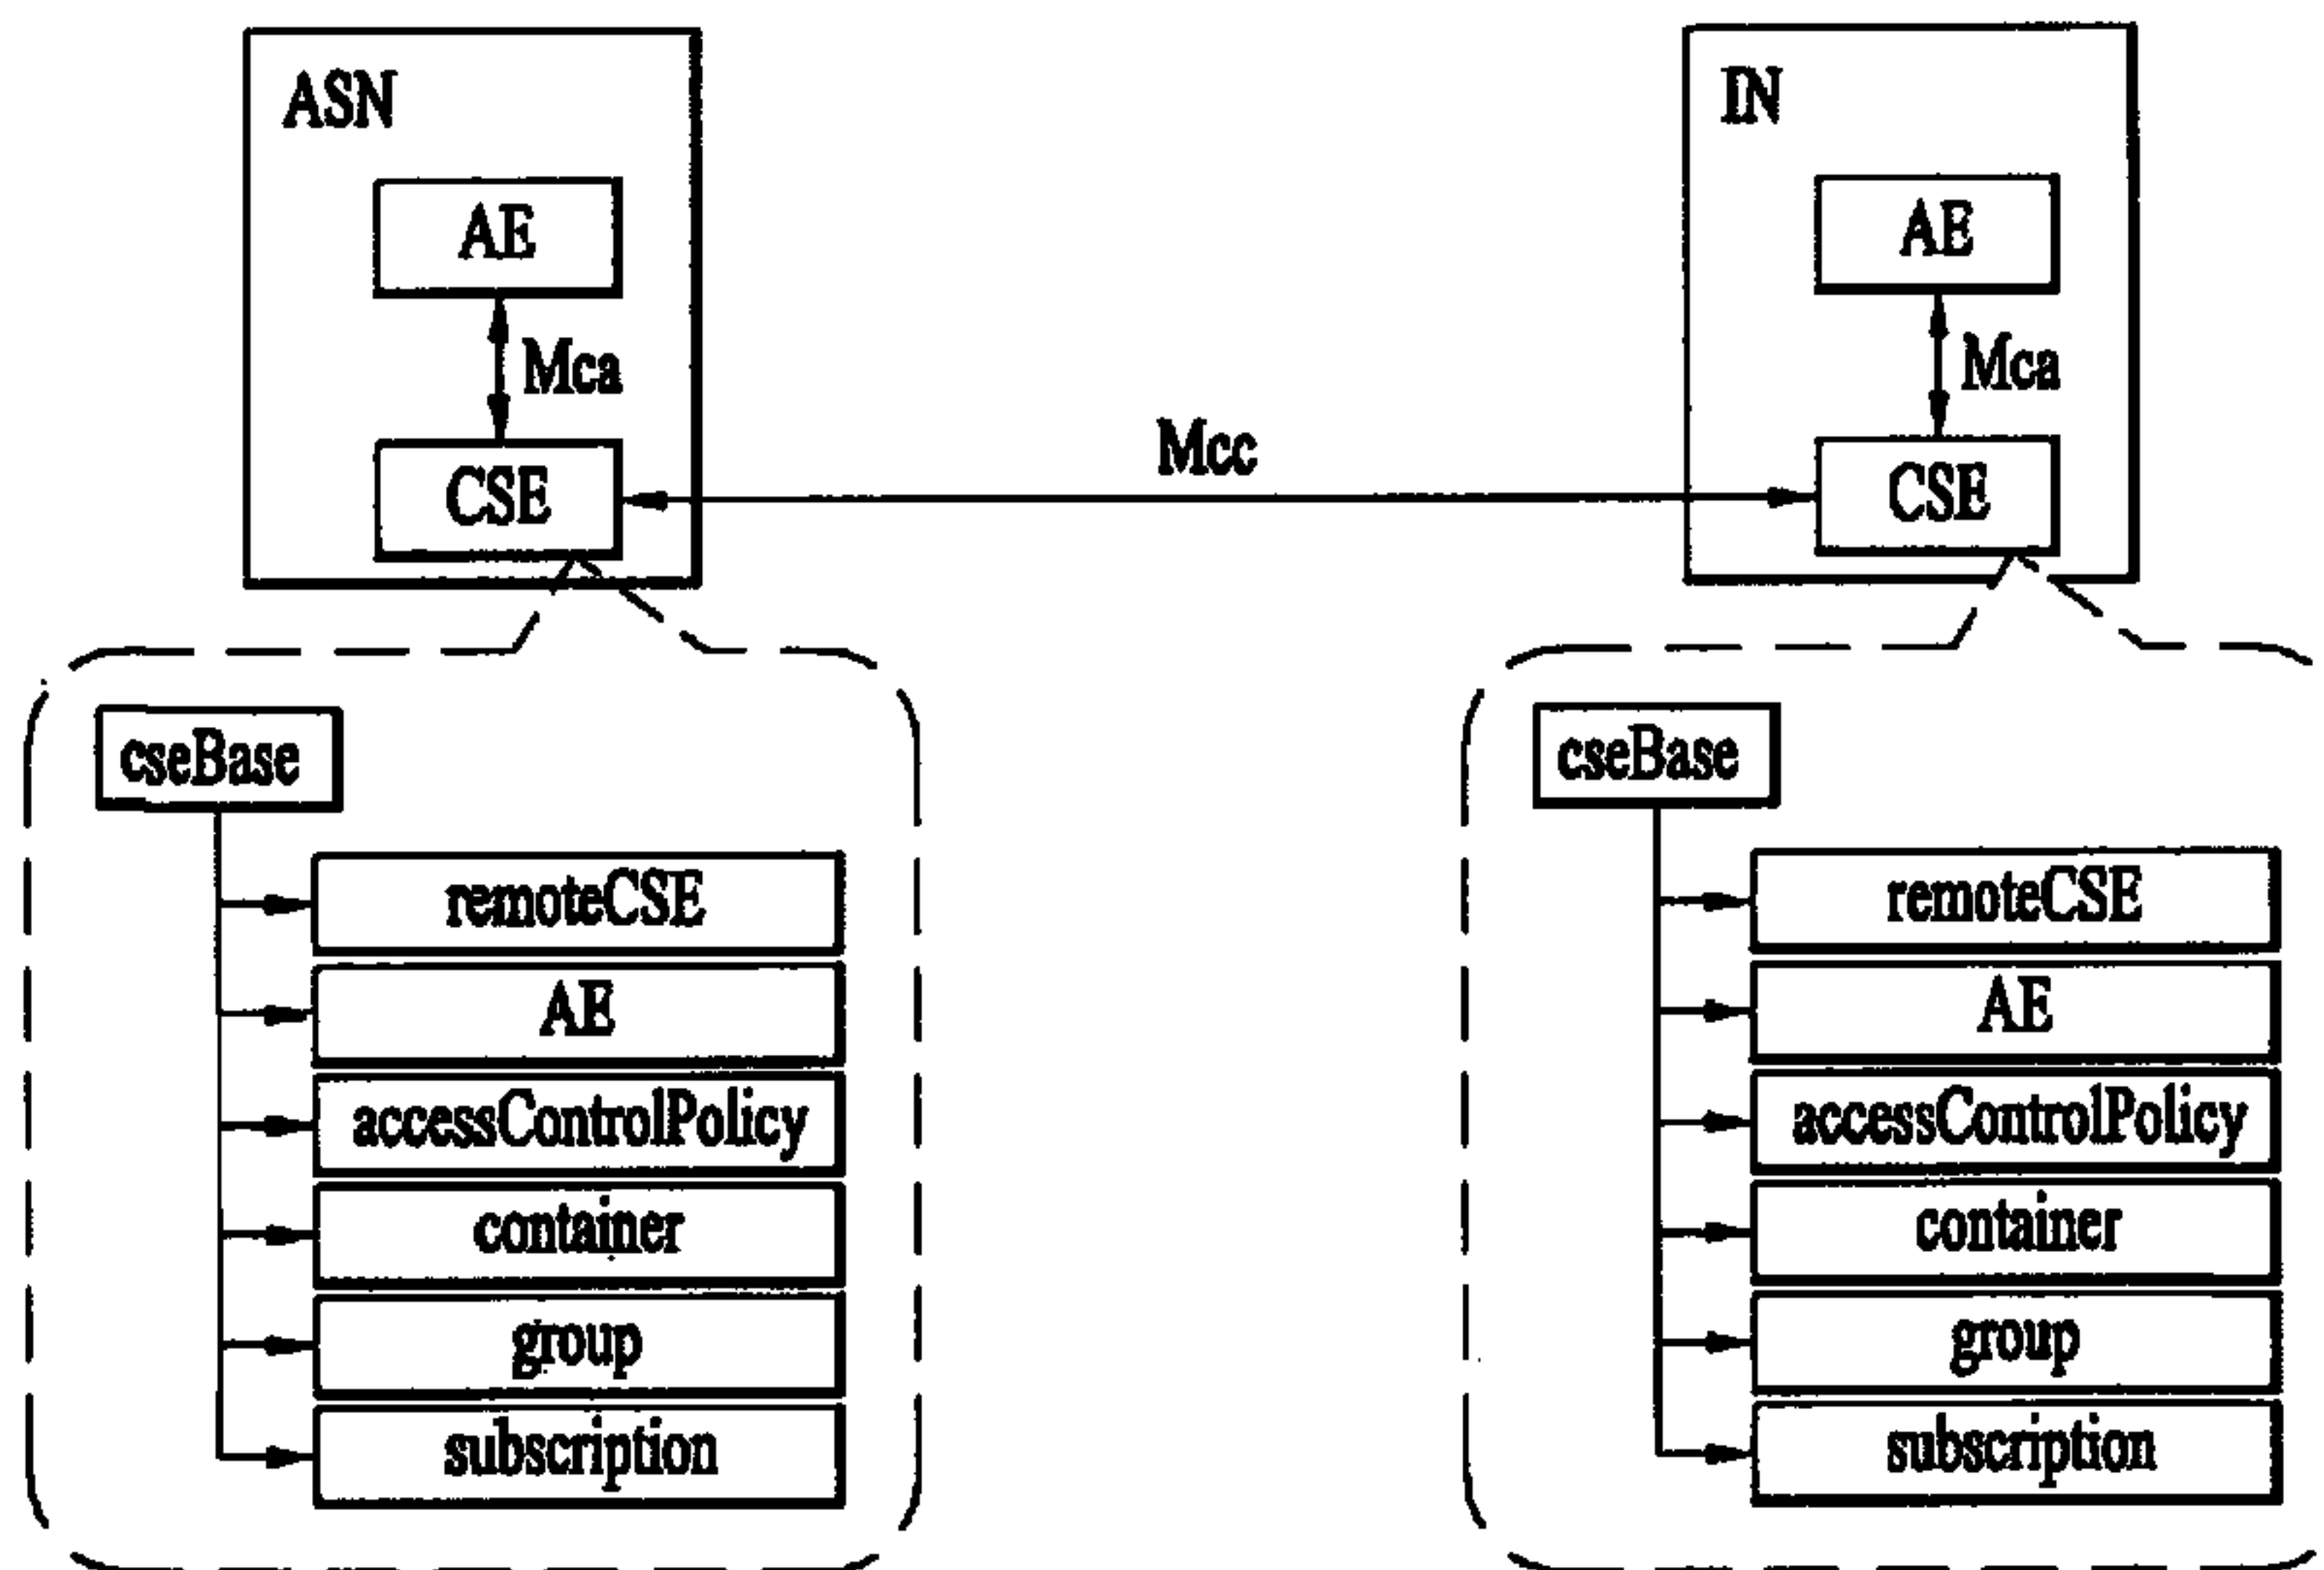 ASN
AE
Mca
CSE
Mcc
IN
AE
Mca
CSE
cseBase
remoteCSE
AE
accessControlPolicy
container
group
subscription
cseBase
remoteCSE
AE
accessControlPolicy
container
group
subscription